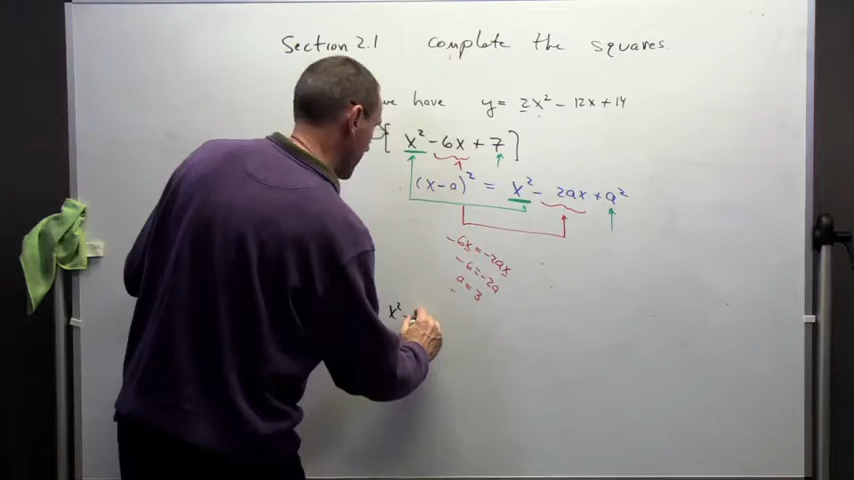 Section 2.1 Complete the squares
we have y = 2x² - 12x + 14
[x² - 6x + 7]
(x-a)² = x² - 2ax + a²
-6x = -2ax
-6 = -2a
a = 3
x² -